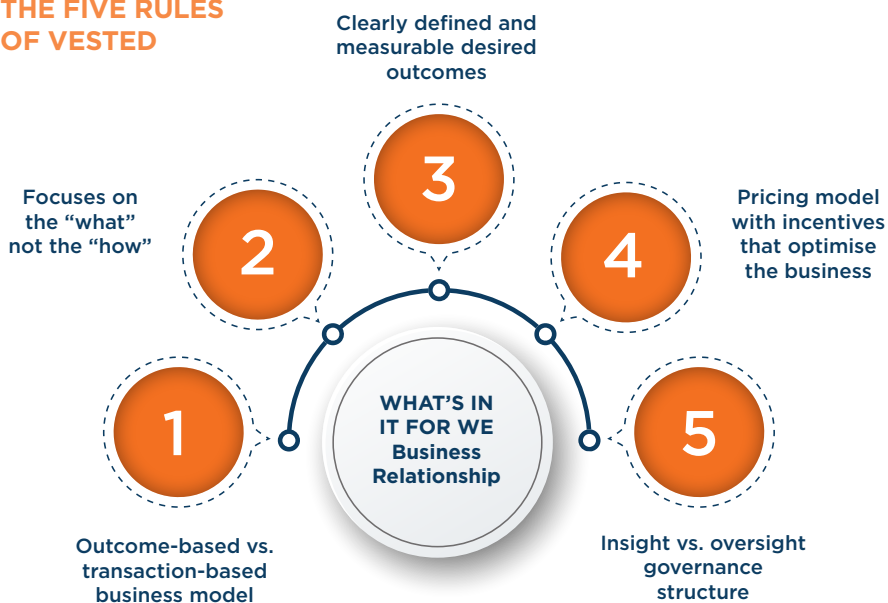 THE FIVE RULES
OF VESTED
Clearly defined and
measurable desired
outcomes
3
Focuses on
the “what”
not the “how”
2
4
Pricing model
with incentives
that optimise
the business
1
WHAT’S IN
IT FOR WE
Business
Relationship
5
Outcome-based vs.
transaction-based
business model
Insight vs. oversight
governance
structure